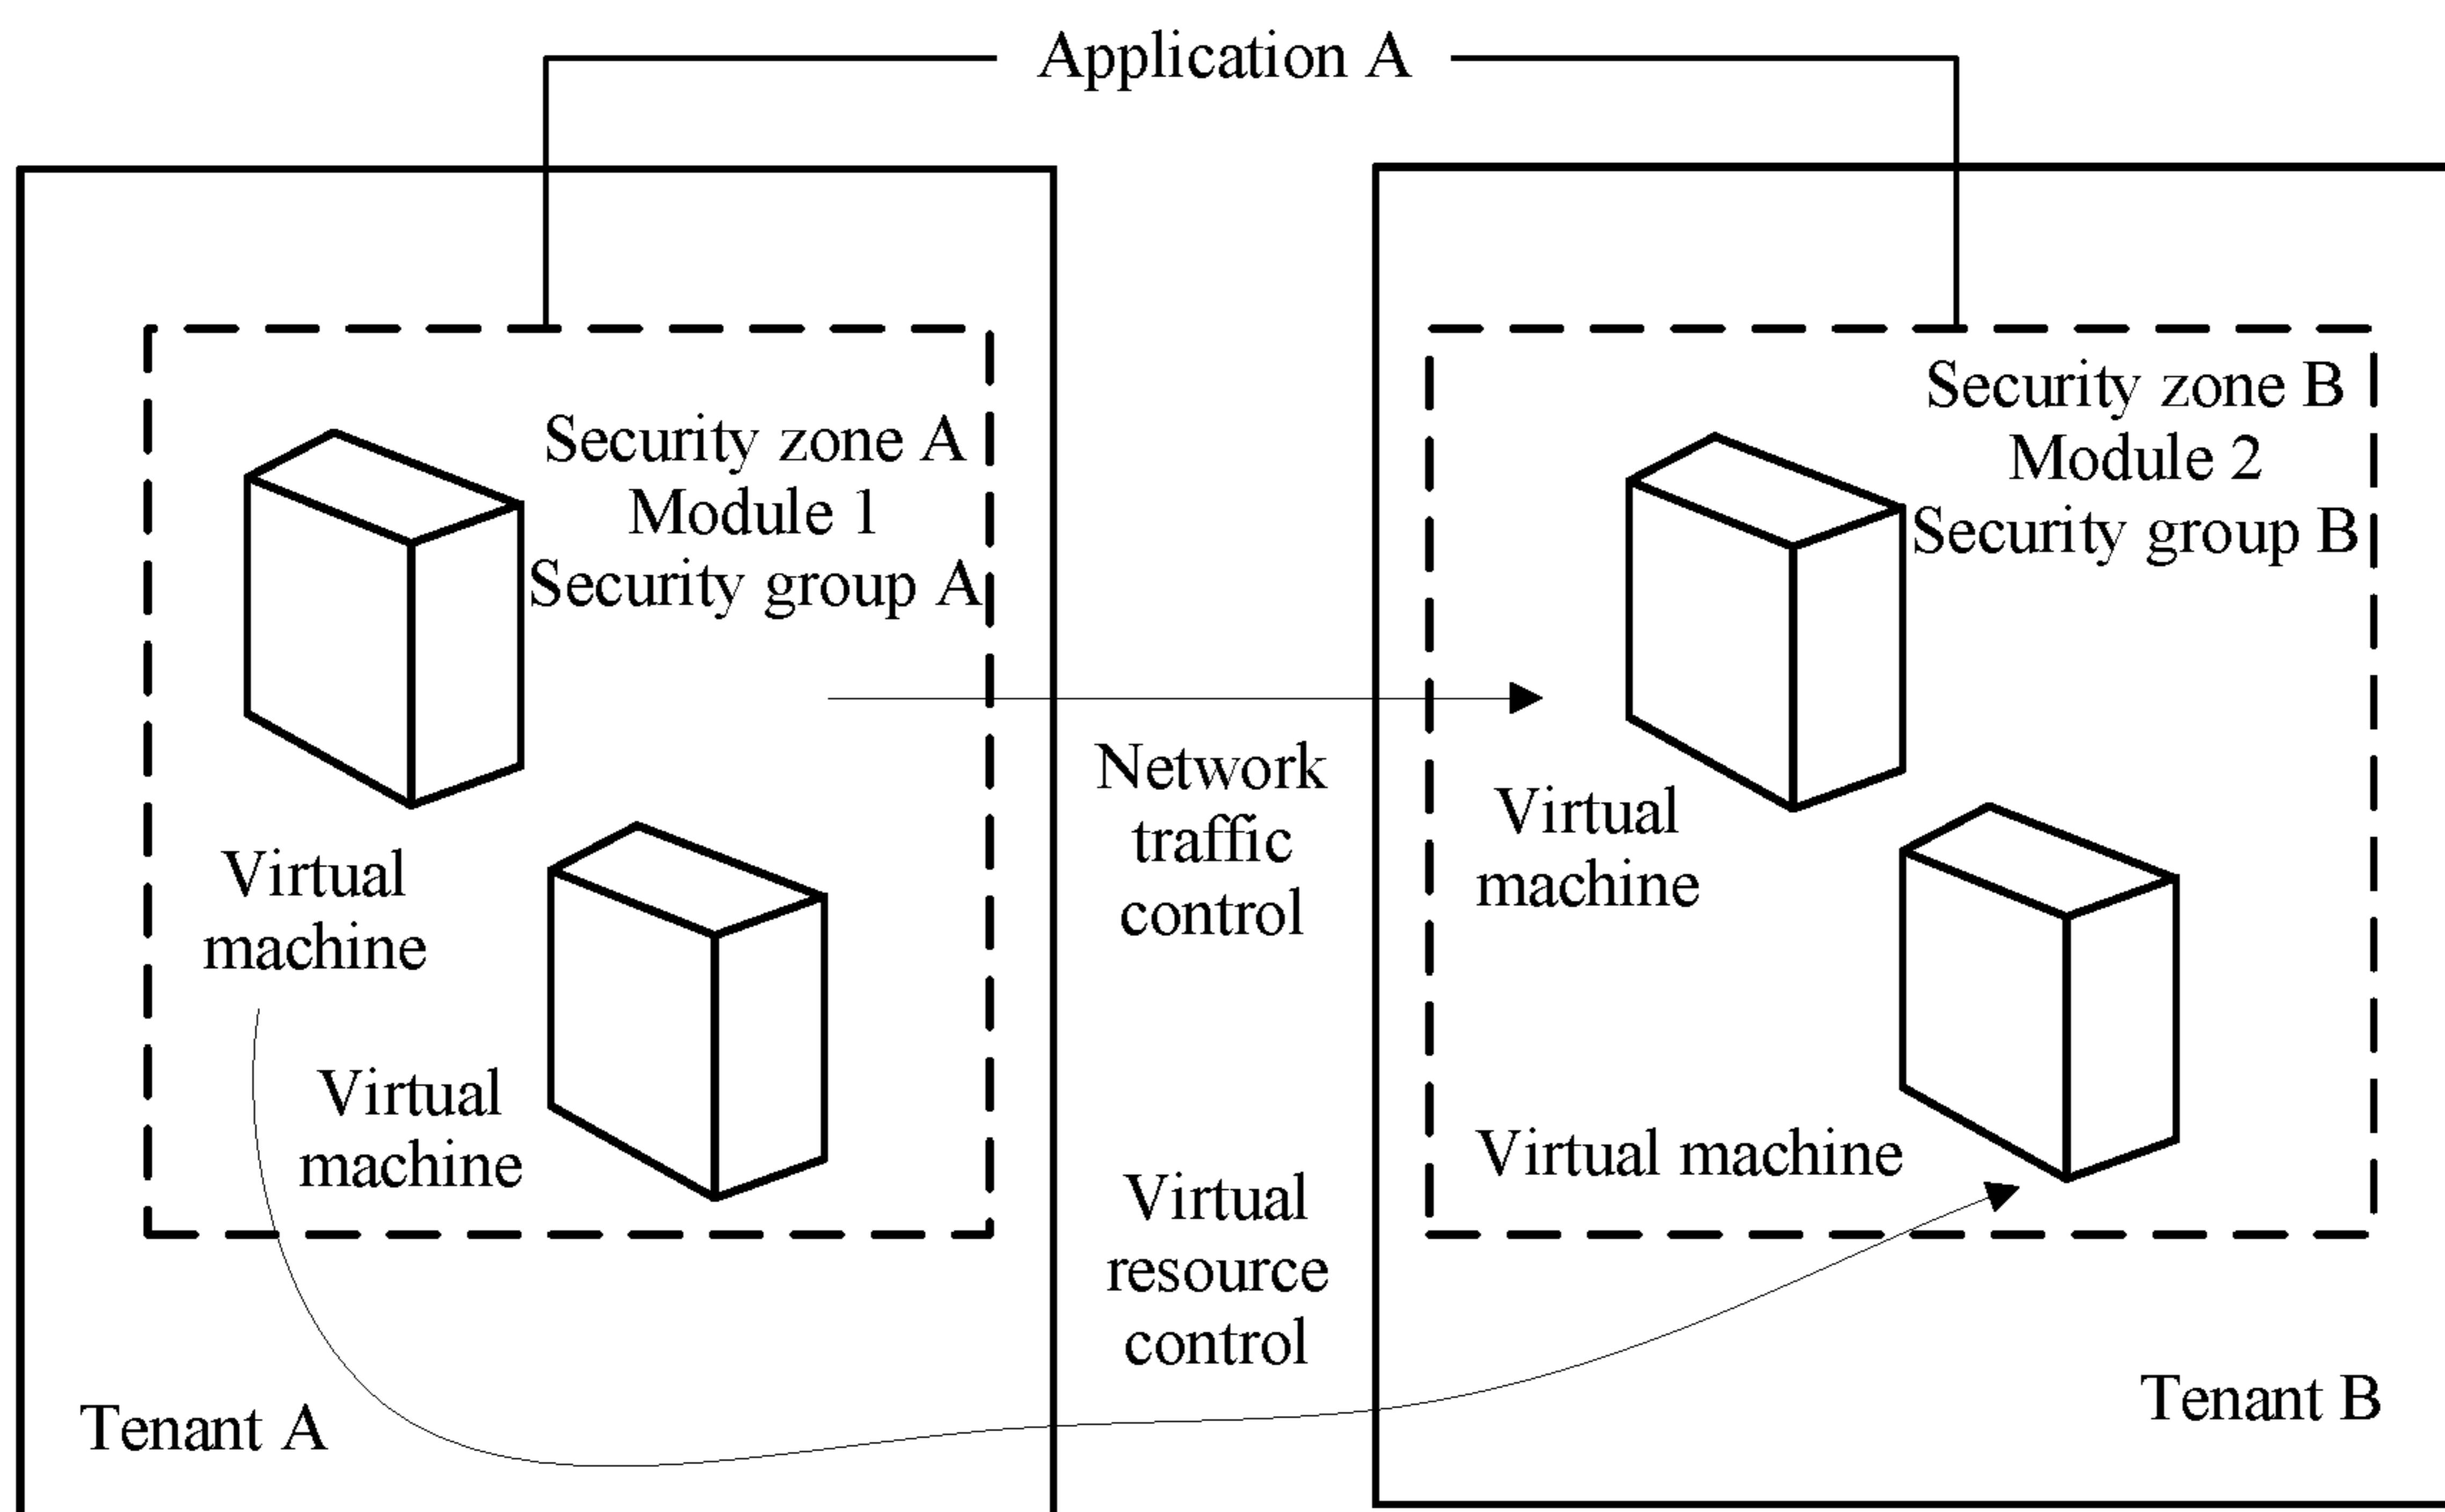 Application A
Security zone A
Module 1
Security group A
Virtual
machine
Virtual
machine
Tenant A
Network
traffic
control
Virtual
resource
control
Security zone B
Module 2
Security group B
Virtual
machine
Virtual machine
Tenant B